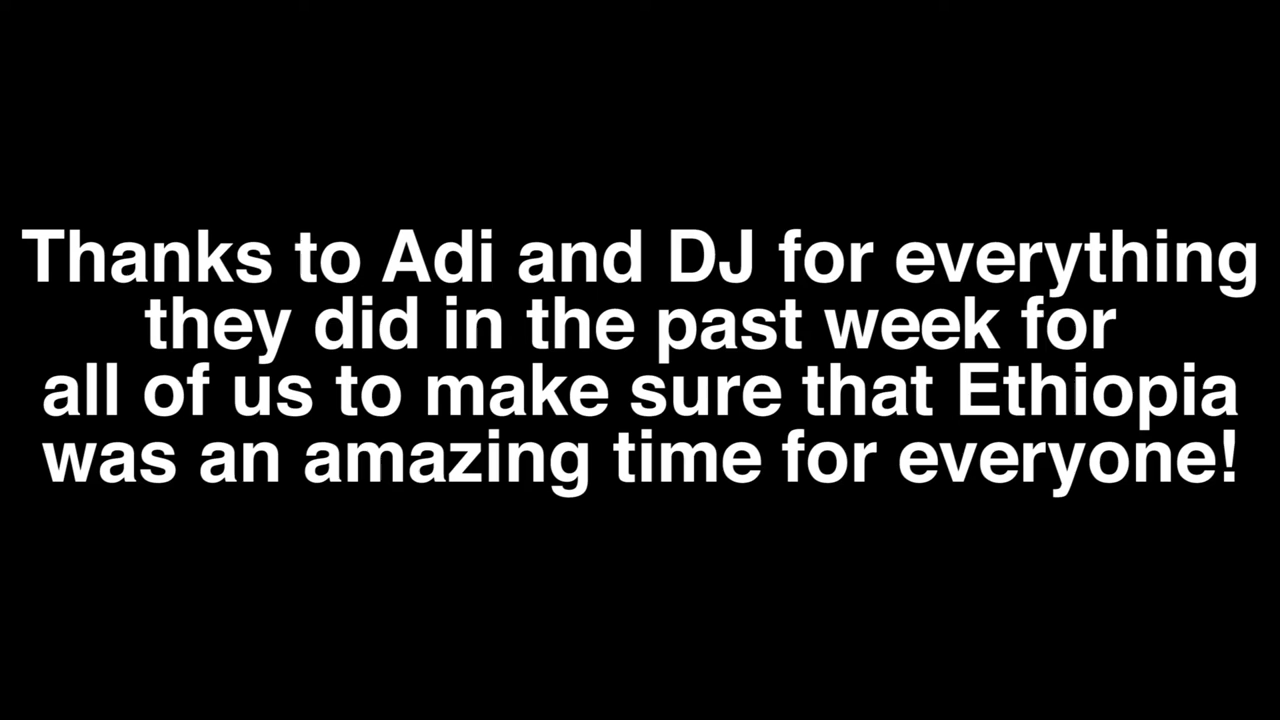 Thanks to Adi and DJ for everything
they did in the past week for
all of us to make sure that Ethiopia
was an amazing time for everyone!